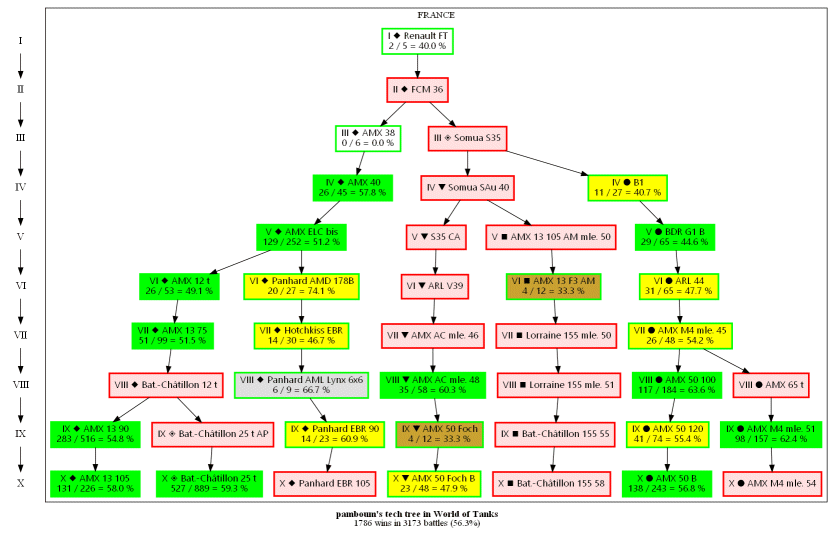 FRANCE
I
I ◆ Renault FT
2 / 5 = 40.0 %
II
II ◆ FCM 36
III
III ◆ AMX 38
0 / 6 = 0.0 %
III ◈ Somua S35
IV
IV ◆ AMX 40
26 / 45 = 57.8 %
IV ▼ Somua SAu 40
IV ● B1
11 / 27 = 40.7 %
V
V ◆ AMX ELC bis
129 / 252 = 51.2 %
V ▼ S35 CA
V ■ AMX 13 105 AM mle. 50
V ● BDR G1 B
29 / 65 = 44.6 %
VI
VI ◆ AMX 12 t
26 / 53 = 49.1 %
VI ◆ Panhard AMD 178B
20 / 27 = 74.1 %
VI ▼ ARL V39
VI ■ AMX 13 F3 AM
4 / 12 = 33.3 %
VI ● ARL 44
31 / 65 = 47.7 %
VII
VII ◆ AMX 13 75
51 / 99 = 51.5 %
VII ◆ Hotchkiss EBR
14 / 30 = 46.7 %
VII ▼ AMX AC mle. 46
VII ■ Lorraine 155 mle. 50
VII ● AMX M4 mle. 45
26 / 48 = 54.2 %
VIII
VIII ◆ Bat.-Châtillon 12 t
VIII ◆ Panhard AML Lynx 6x6
6 / 9 = 66.7 %
VIII ▼ AMX AC mle. 48
35 / 58 = 60.3 %
VIII ■ Lorraine 155 mle. 51
VIII ● AMX 50 100
117 / 184 = 63.6 %
VIII ● AMX 65 t
IX
IX ◆ AMX 13 90
283 / 516 = 54.8 %
IX ◈ Bat.-Châtillon 25 t AP
IX ◆ Panhard EBR 90
14 / 23 = 60.9 %
IX ▼ AMX 50 Foch
4 / 12 = 33.3 %
IX ■ Bat.-Châtillon 155 55
IX ● AMX 50 120
41 / 74 = 55.4 %
IX ● AMX M4 mle. 51
98 / 157 = 62.4 %
X
X ◆ AMX 13 105
131 / 226 = 58.0 %
X ◈ Bat.-Châtillon 25 t
527 / 889 = 59.3 %
X ◆ Panhard EBR 105
X ▼ AMX 50 Foch B
23 / 48 = 47.9 %
X ■ Bat.-Châtillon 155 58
X ● AMX 50 B
138 / 243 = 56.8 %
X ● AMX M4 mle. 54
pamboum's tech tree in World of Tanks
1786 wins in 3173 battles (56.3%)